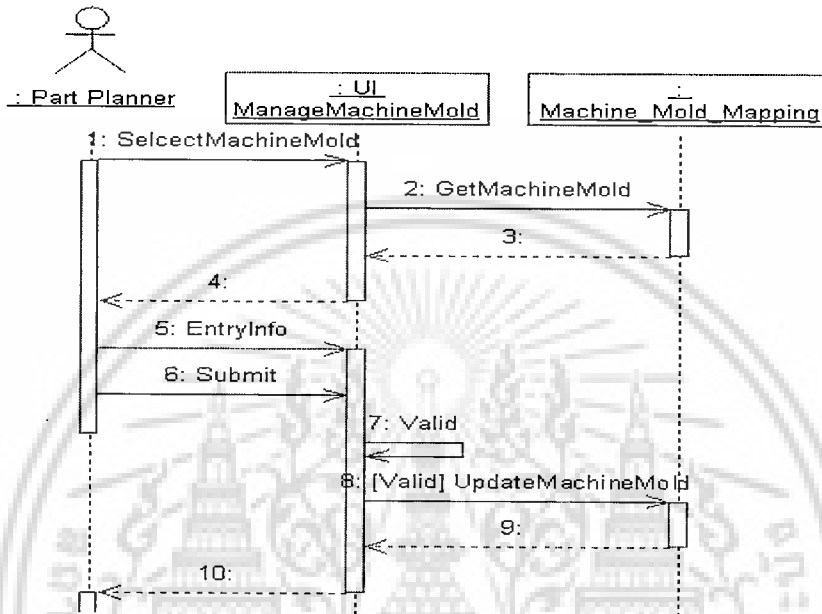 : Part Planner
: UI
ManageMachineMold
:
Machine_Mold_Mapping
1: SelcectMachineMold
2: GetMachineMold
3:
4:
5: EntryInfo
6: Submit
7: Valid
8: [Valid] UpdateMachineMold
9:
10: